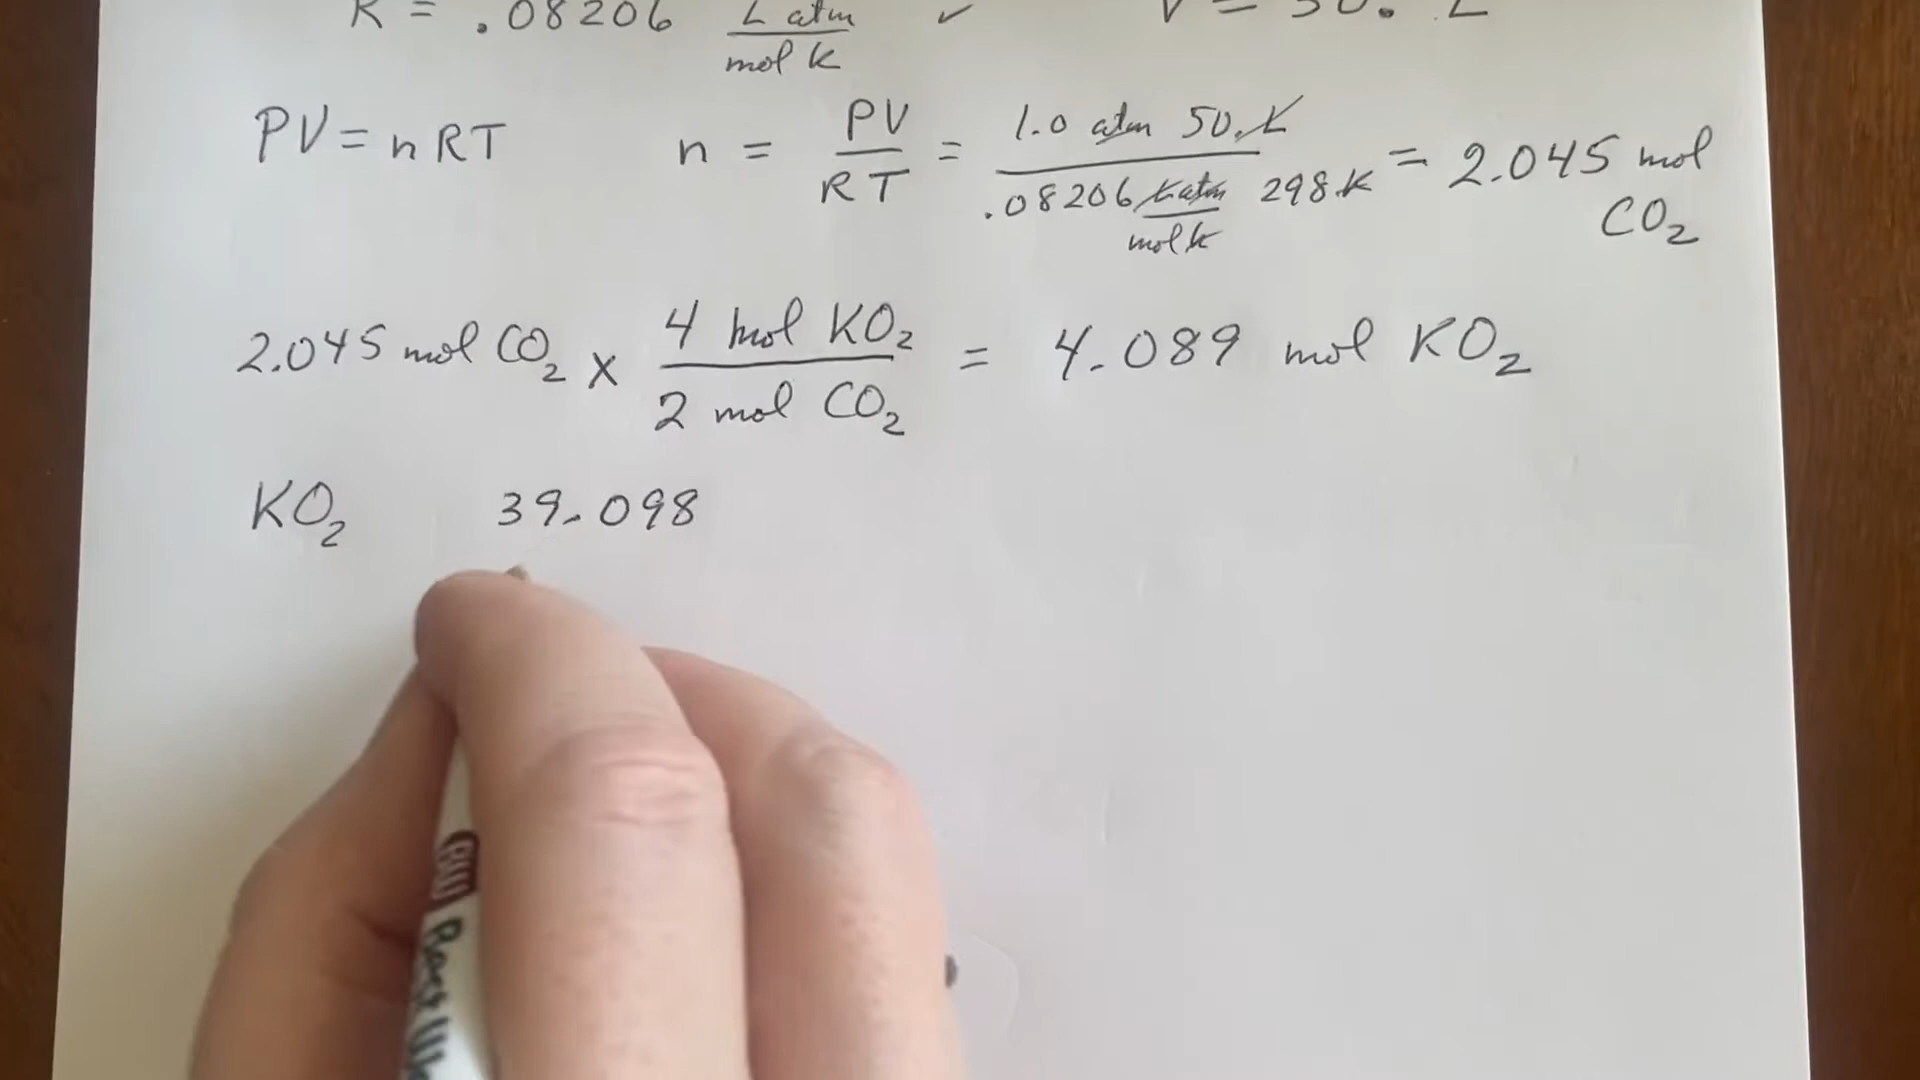 R = .08206 L atm / mol K ✓ V = 50. L
PV = nRT n = PV / RT = 1.0 atm 50. L / .08206 L atm / mol K 298 K = 2.045 mol CO₂
2.045 mol CO₂ x 4 mol KO₂ / 2 mol CO₂ = 4.089 mol KO₂
KO₂ 39.098